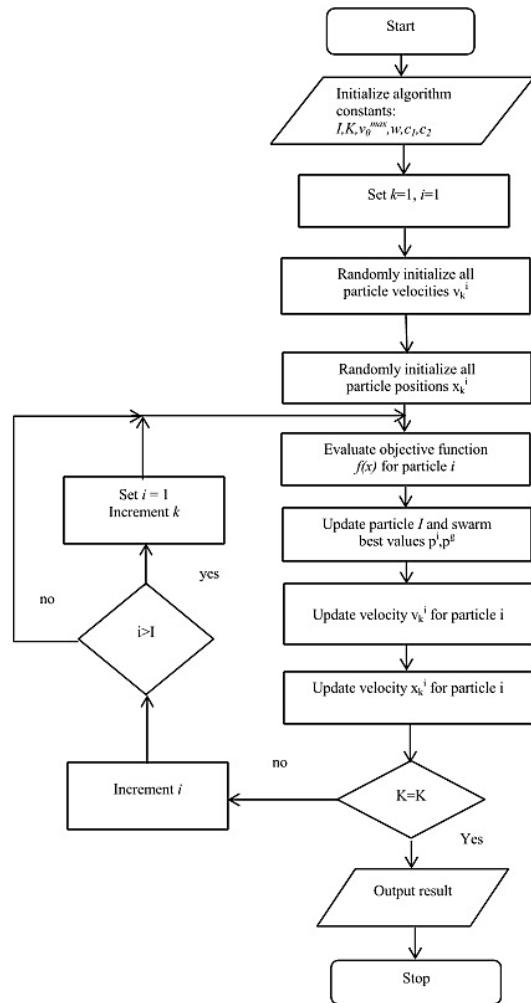 Start
Initialize algorithm
constants:
I,K,v₀ᵐᵃˣ,w,c₁,c₂
Set k=1, i=1
Randomly initialize all
particle velocities vₖⁱ
Randomly initialize all
particle positions xₖⁱ
Evaluate objective function
f(x) for particle i
Set i = 1
Increment k
Update particle I and swarm
best values pⁱ,pᵍ
yes
no
i>I
Update velocity vₖⁱ for particle i
Update velocity xₖⁱ for particle i
no
Increment i
K=K
Yes
Output result
Stop